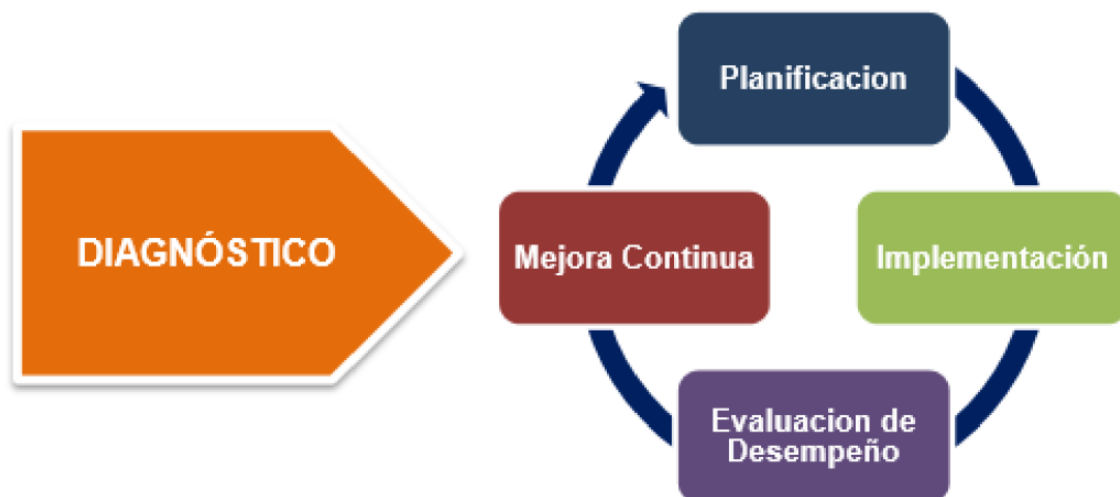 Planificacion
DIAGNÓSTICO
Mejora Continua
Implementación
Evaluacion de
Desempeño